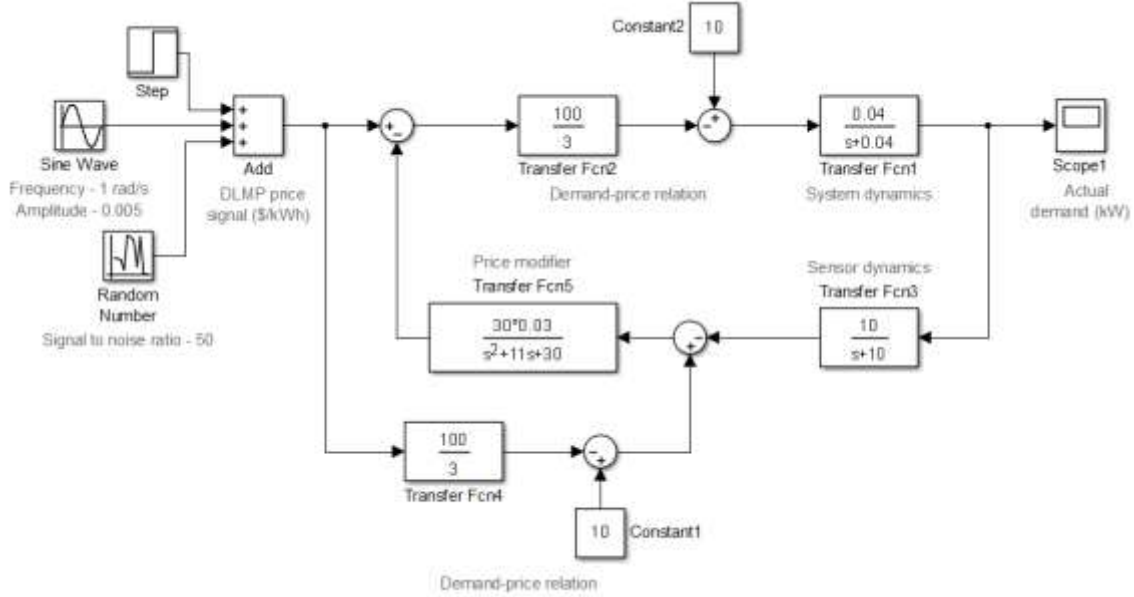 Constant2
10
Step
+
+
+
Add
Sine Wave
Frequency - 1 rad/s
Amplitude - 0.005
DLMP price
signal ($/kWh)
Random
Number
Signal to noise ratio - 50
+
−
100
3
Transfer Fcn2
Demand-price relation
−
+
0.04
s+0.04
Transfer Fcn1
System dynamics
Scope1
Actual
demand (kW)
Price modifier
Transfer Fcn5
30*0.03
s²+11s+30
−
+
Sensor dynamics
Transfer Fcn3
10
s+10
100
3
Transfer Fcn4
−
+
10
Constant1
Demand-price relation